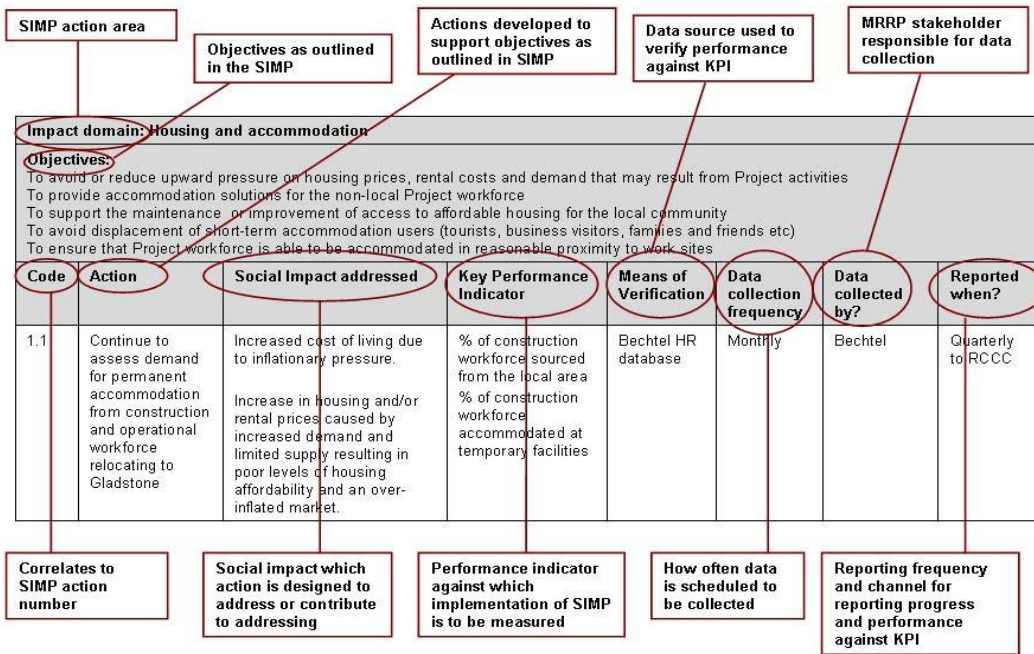 SIMP action area
Objectives as outlined
in the SIMP
Actions developed to
support objectives as
outlined in SIMP
Data source used to
verify performance
against KPI
MRRP stakeholder
responsible for data
collection
Impact domain: Housing and accommodation
Objectives:
To avoid or reduce upward pressure on housing prices, rental costs and demand that may result from Project activities
To provide accommodation solutions for the non-local Project workforce
To support the maintenance or improvement of access to affordable housing for the local community
To avoid displacement of short-term accommodation users (tourists, business visitors, families and friends etc)
To ensure that Project workforce is able to be accommodated in reasonable proximity to work sites
Code
Action
Social Impact addressed
Key Performance
Indicator
Means of
Verification
Data
collection
frequency
Data
collected
by?
Reported
when?
1.1
Continue to
assess demand
for permanent
accommodation
from construction
and operational
workforce
relocating to
Gladstone
Increased cost of living due
to inflationary pressure.
Increase in housing and/or
rental prices caused by
increased demand and
limited supply resulting in
poor levels of housing
affordability and an over-
inflated market.
% of construction
workforce sourced
from the local area
% of construction
workforce
accommodated at
temporary facilities
Bechtel HR
database
Monthly
Bechtel
Quarterly
to RCCC
Correlates to
SIMP action
number
Social impact which
action is designed to
address or contribute
to addressing
Performance indicator
against which
implementation of SIMP
is to be measured
How often data
is scheduled to
be collected
Reporting frequency
and channel for
reporting progress
and performance
against KPI